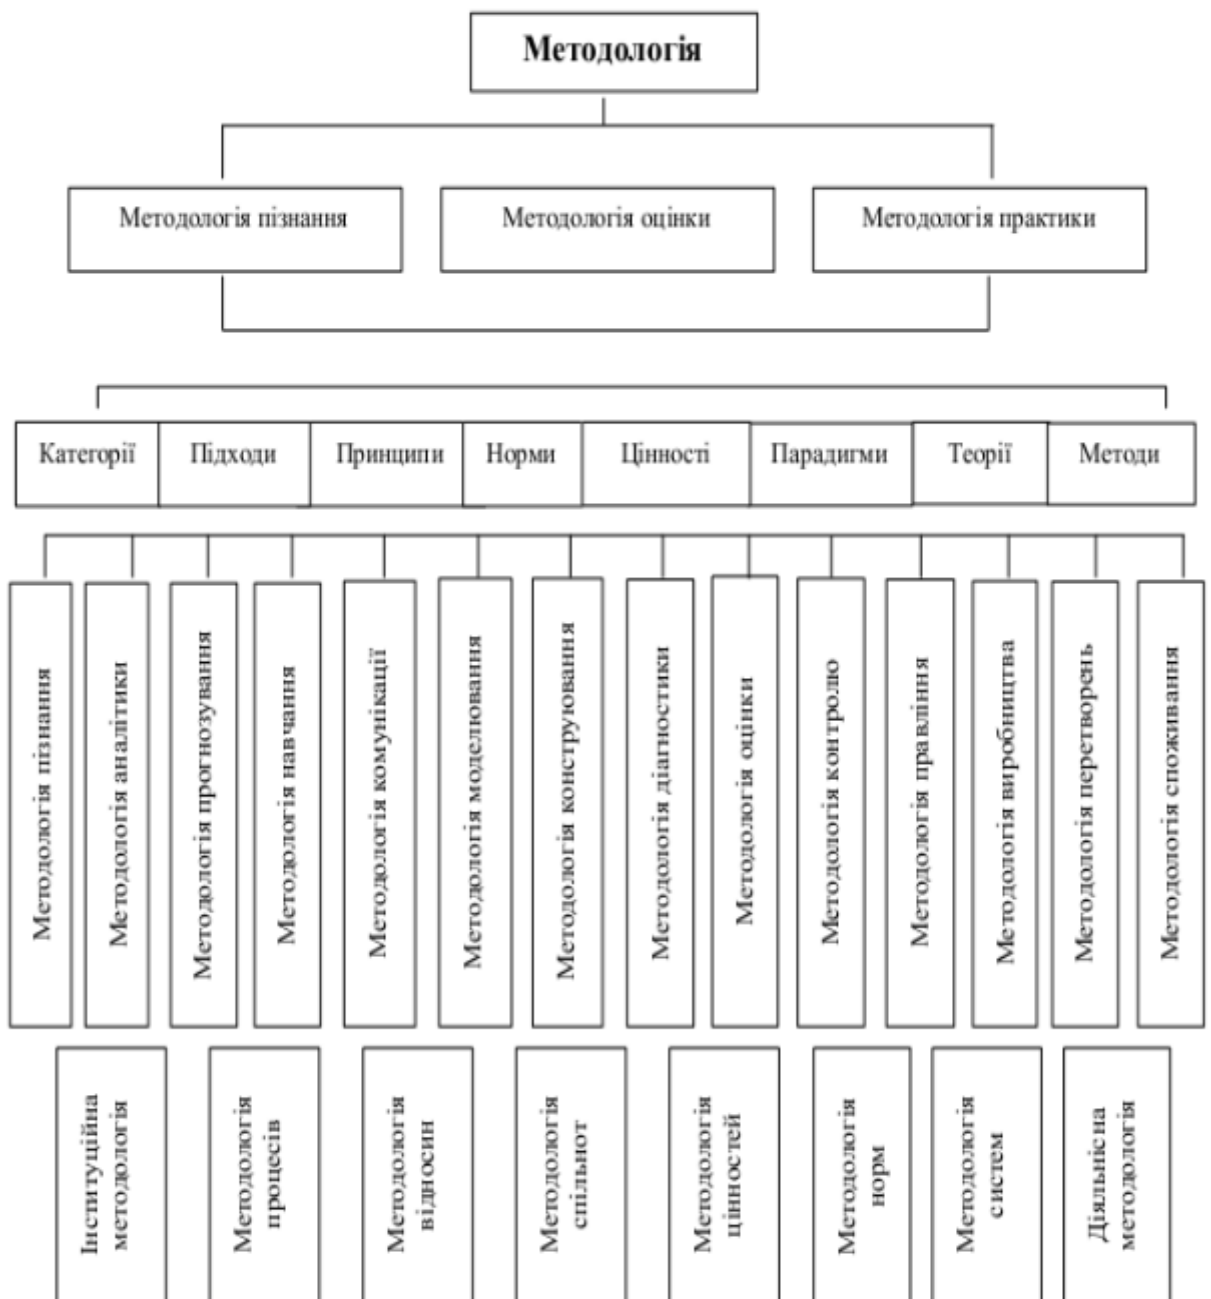 Методологія
Методологія пізнання
Методологія оцінки
Методологія практики
Категорії
Підходи
Принципи
Норми
Цінності
Парадигми
Теорії
Методи
Методологія пізнання
Методологія аналітики
Методологія прогнозування
Методологія навчання
Методологія комунікації
Методологія моделювання
Методологія конструювання
Методологія діагностики
Методологія оцінки
Методологія контролю
Методологія правління
Методологія виробництва
Методологія перетворень
Методологія споживання
Інституційна
методологія
Методологія
процесів
Методологія
відносин
Методологія
спільнот
Методологія
цінностей
Методологія
норм
Методологія
систем
Діяльнісна
методологія